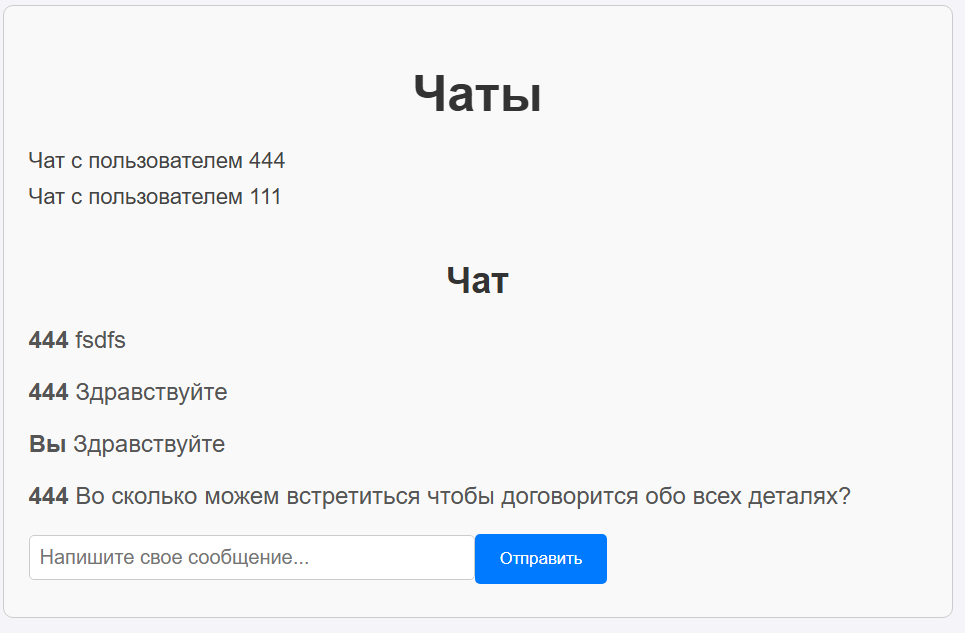 Чаты
Чат с пользователем 444
Чат с пользователем 111
Чат
444 fsdfs
444 Здравствуйте
Вы Здравствуйте
444 Во сколько можем встретиться чтобы договорится обо всех деталях?
Напишите свое сообщение... Отправить